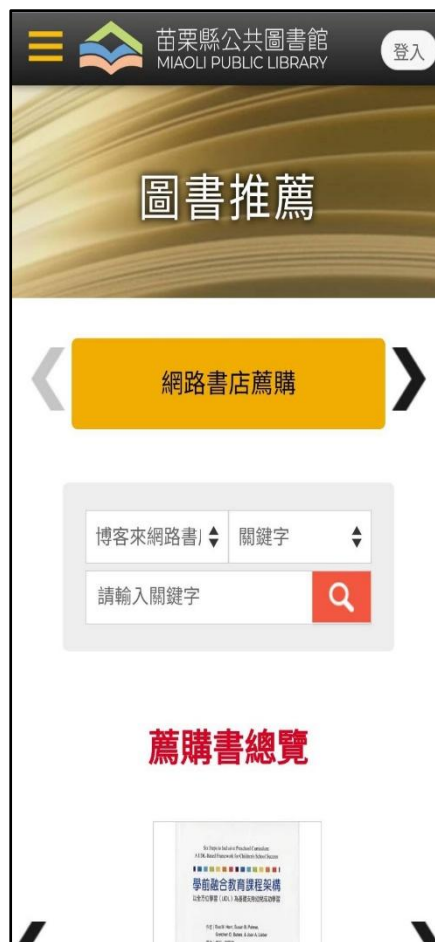 苗栗縣公共圖書館
MIAOLI PUBLIC LIBRARY
登入
圖書推薦
網路書店薦購
博客來網路書
關鍵字
請輸入關鍵字
薦購書總覽
學前融合教育課程架構